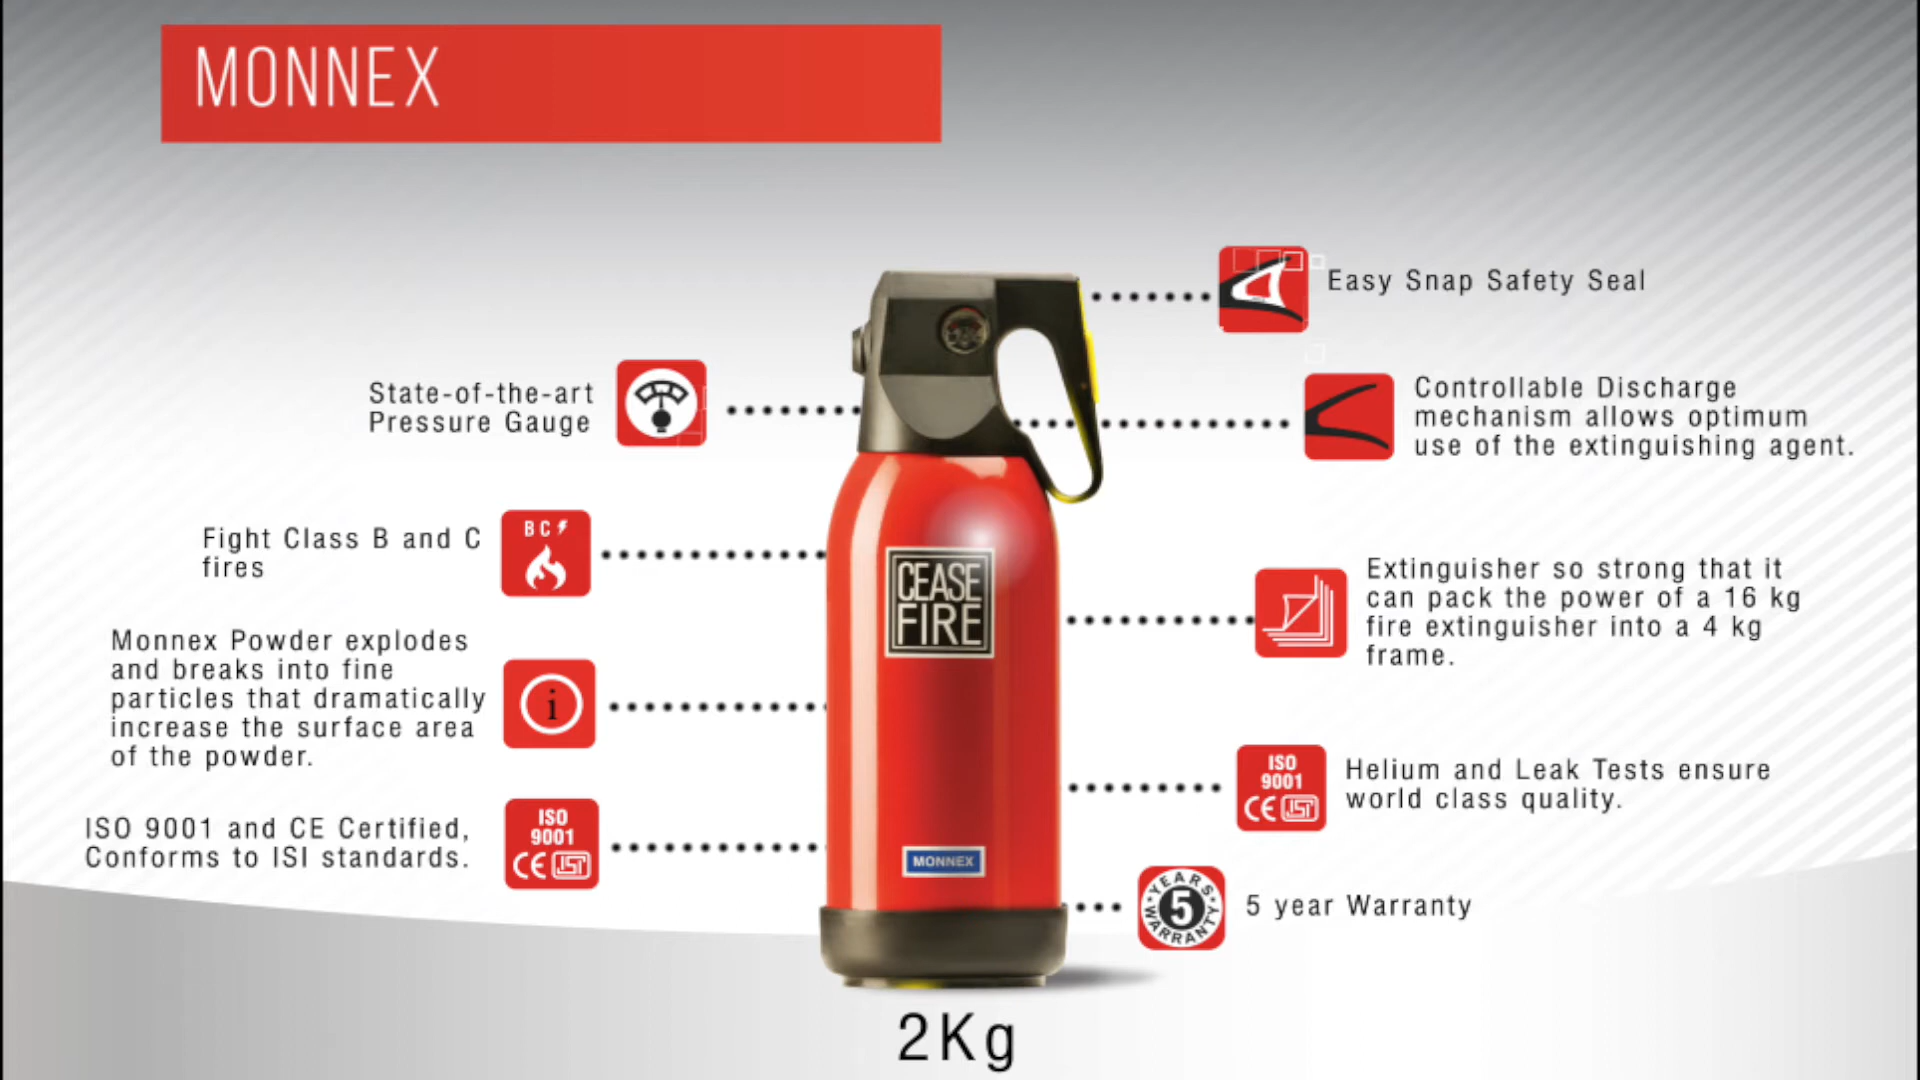 MONNEX
Easy Snap Safety Seal
State-of-the-art
Pressure Gauge
Controllable Discharge
mechanism allows optimum
use of the extinguishing agent.
Fight Class B and C
fires
B C
CEASE
FIRE
Extinguisher so strong that it
can pack the power of a 16 kg
fire extinguisher into a 4 kg
frame.
Monnex Powder explodes
and breaks into fine
particles that dramatically
increase the surface area
of the powder.
i
ISO
9001
CE ISI
Helium and Leak Tests ensure
world class quality.
ISO 9001 and CE Certified,
Conforms to ISI standards.
ISO
9001
CE ISI
MONNEX
YEARS
5
WARRANTY
5 year Warranty
2Kg